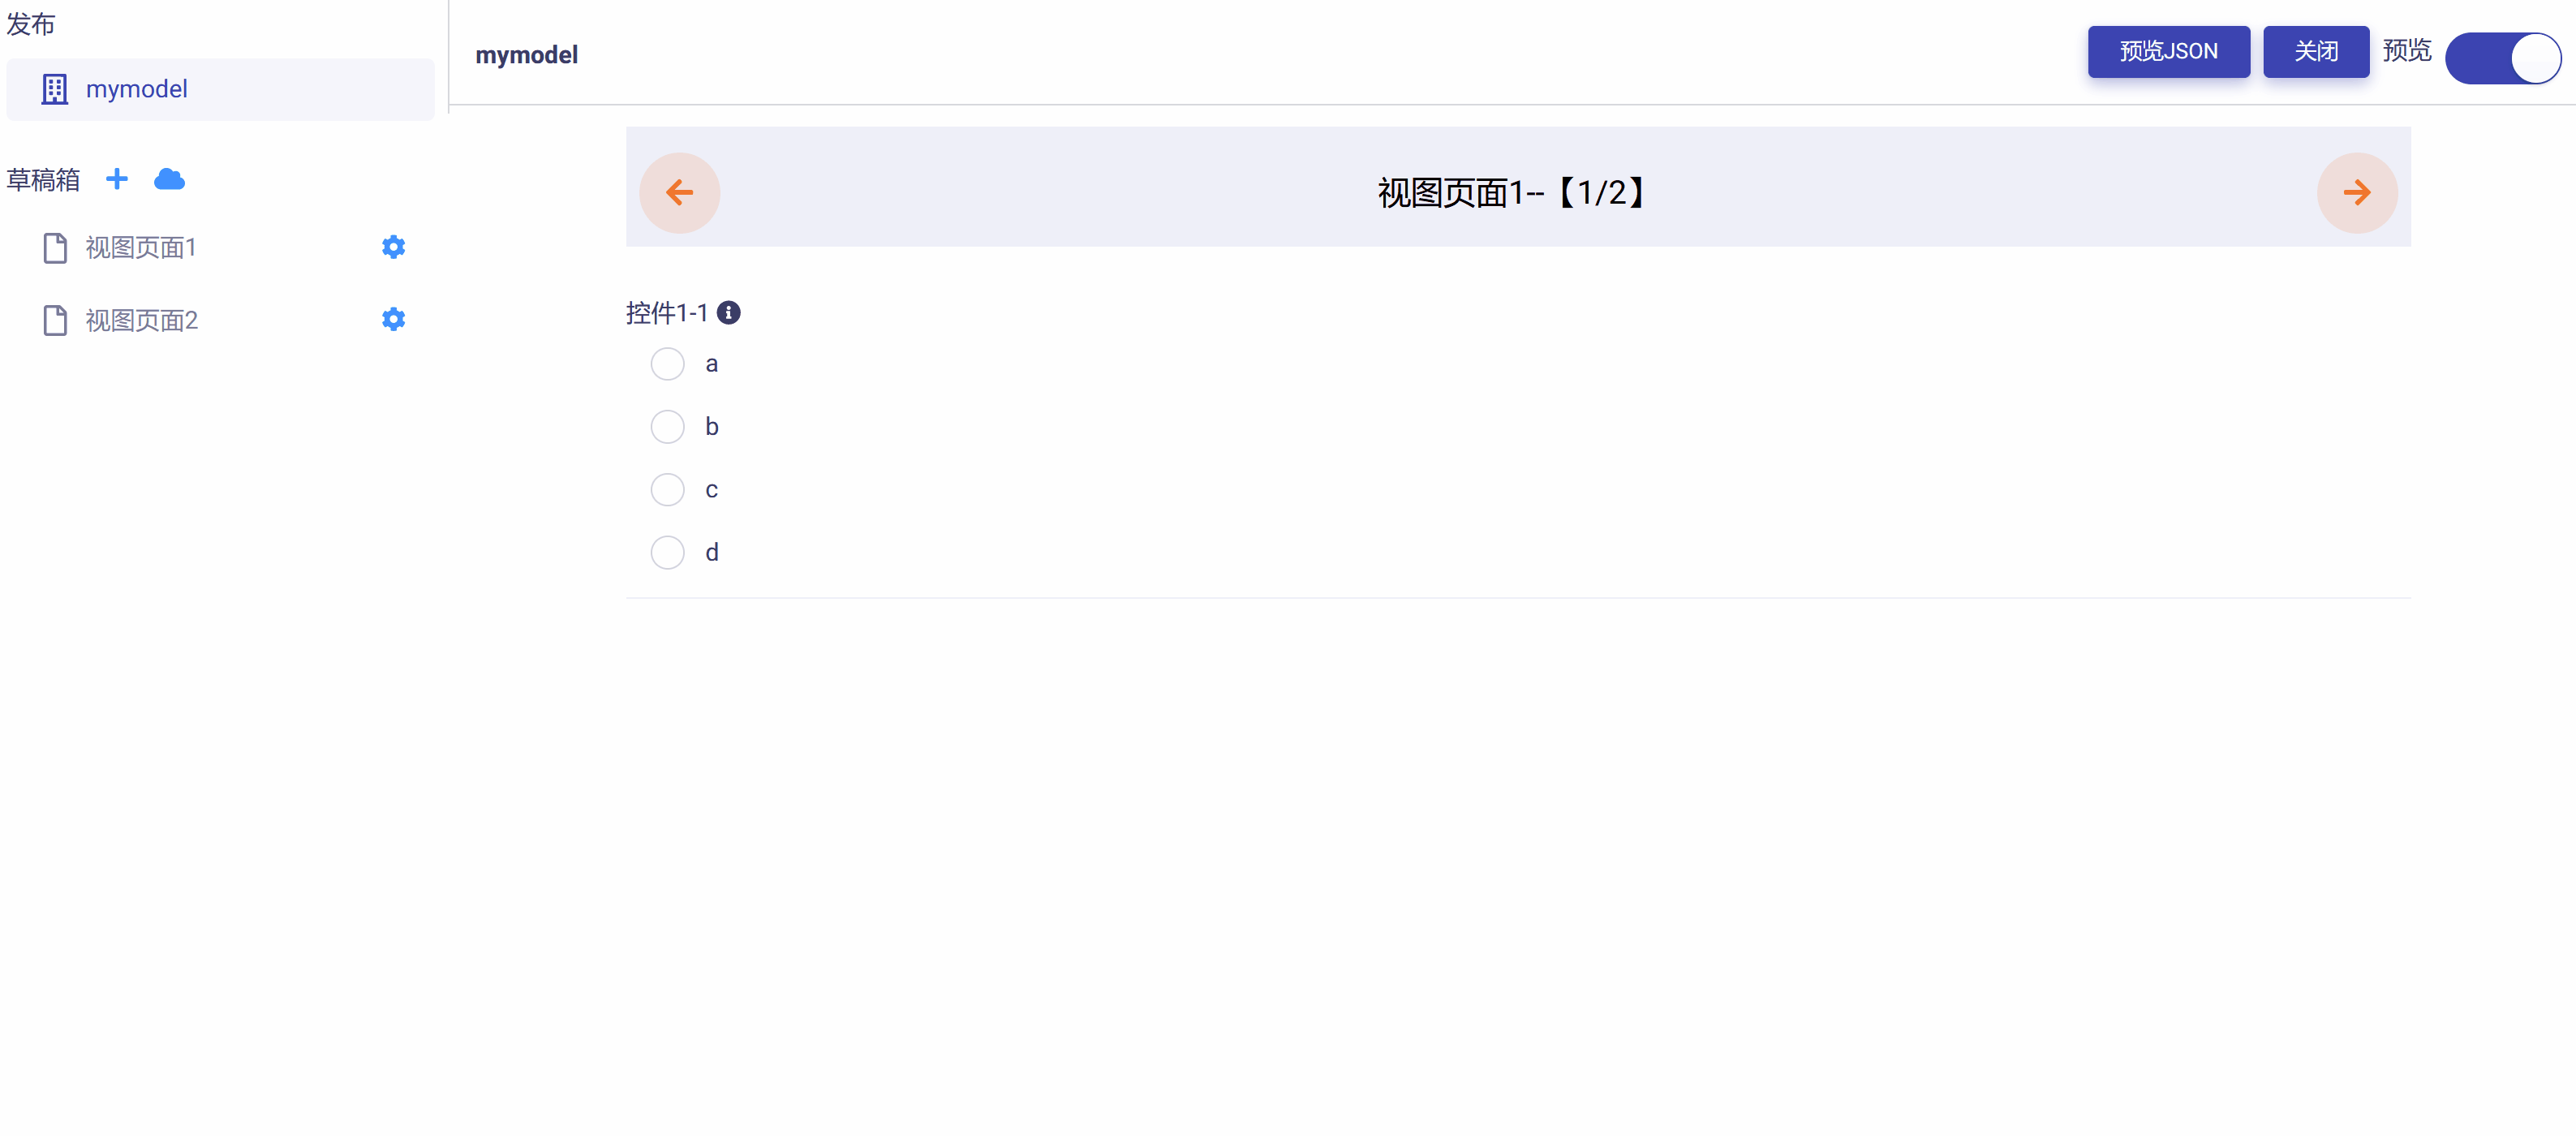 发布
mymodel
草稿箱
视图页面1
视图页面2
mymodel
预览JSON
关闭
预览
视图页面1--【1/2】
控件1-1
a
b
c
d